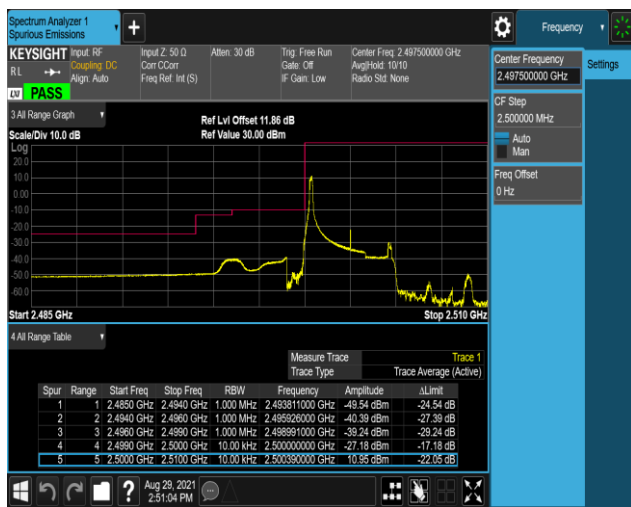 Spectrum Analyzer 1
Spurious Emissions
+
Frequency
KEYSIGHT Input: RF Input Z: 50 Ω Atten: 30 dB Trig: Free Run Center Freq: 2.497500000 GHz
RL Coupling: DC Corr CCorr Gate: Off Avg|Hold: 10/10
Align: Auto Freq Ref: Int (S) IF Gain: Low Radio Std: None
LXI PASS
Center Frequency
2.497500000 GHz
Settings
CF Step
2.500000 MHz
Auto
Man
Freq Offset
0 Hz
3 All Range Graph
Ref Lvl Offset 11.86 dB
Scale/Div 10.0 dB Ref Value 30.00 dBm
Log
20.0
10.0
0.00
-10.0
-20.0
-30.0
-40.0
-50.0
-60.0
Start 2.485 GHz Stop 2.510 GHz
4 All Range Table
Measure Trace Trace 1
Trace Type Trace Average (Active)
Spur Range Start Freq Stop Freq RBW Frequency Amplitude ΔLimit
1 1 2.4850 GHz 2.4940 GHz 1.000 MHz 2.493811000 GHz -49.54 dBm -24.54 dB
2 2 2.4940 GHz 2.4960 GHz 1.000 MHz 2.495926000 GHz -40.39 dBm -27.39 dB
3 3 2.4960 GHz 2.4990 GHz 1.000 MHz 2.498991000 GHz -39.24 dBm -29.24 dB
4 4 2.4990 GHz 2.5000 GHz 10.00 kHz 2.500000000 GHz -27.18 dBm -17.18 dB
5 5 2.5000 GHz 2.5100 GHz 10.00 kHz 2.500390000 GHz 10.95 dBm -22.05 dB
? Aug 29, 2021
2:51:04 PM